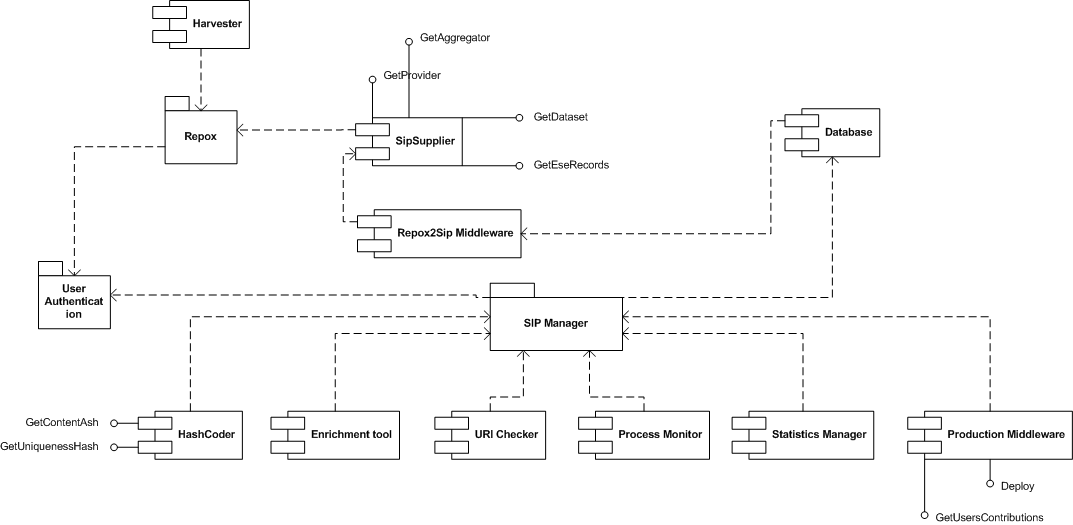 Harvester
GetAggregator
GetProvider
Repox
SipSupplier
GetDataset
Database
GetEseRecords
Repox2Sip Middleware
User
Authenticat
ion
SIP Manager
GetContentAsh
GetUniquenessHash
HashCoder
Enrichment tool
URI Checker
Process Monitor
Statistics Manager
Production Middleware
Deploy
GetUsersContributions